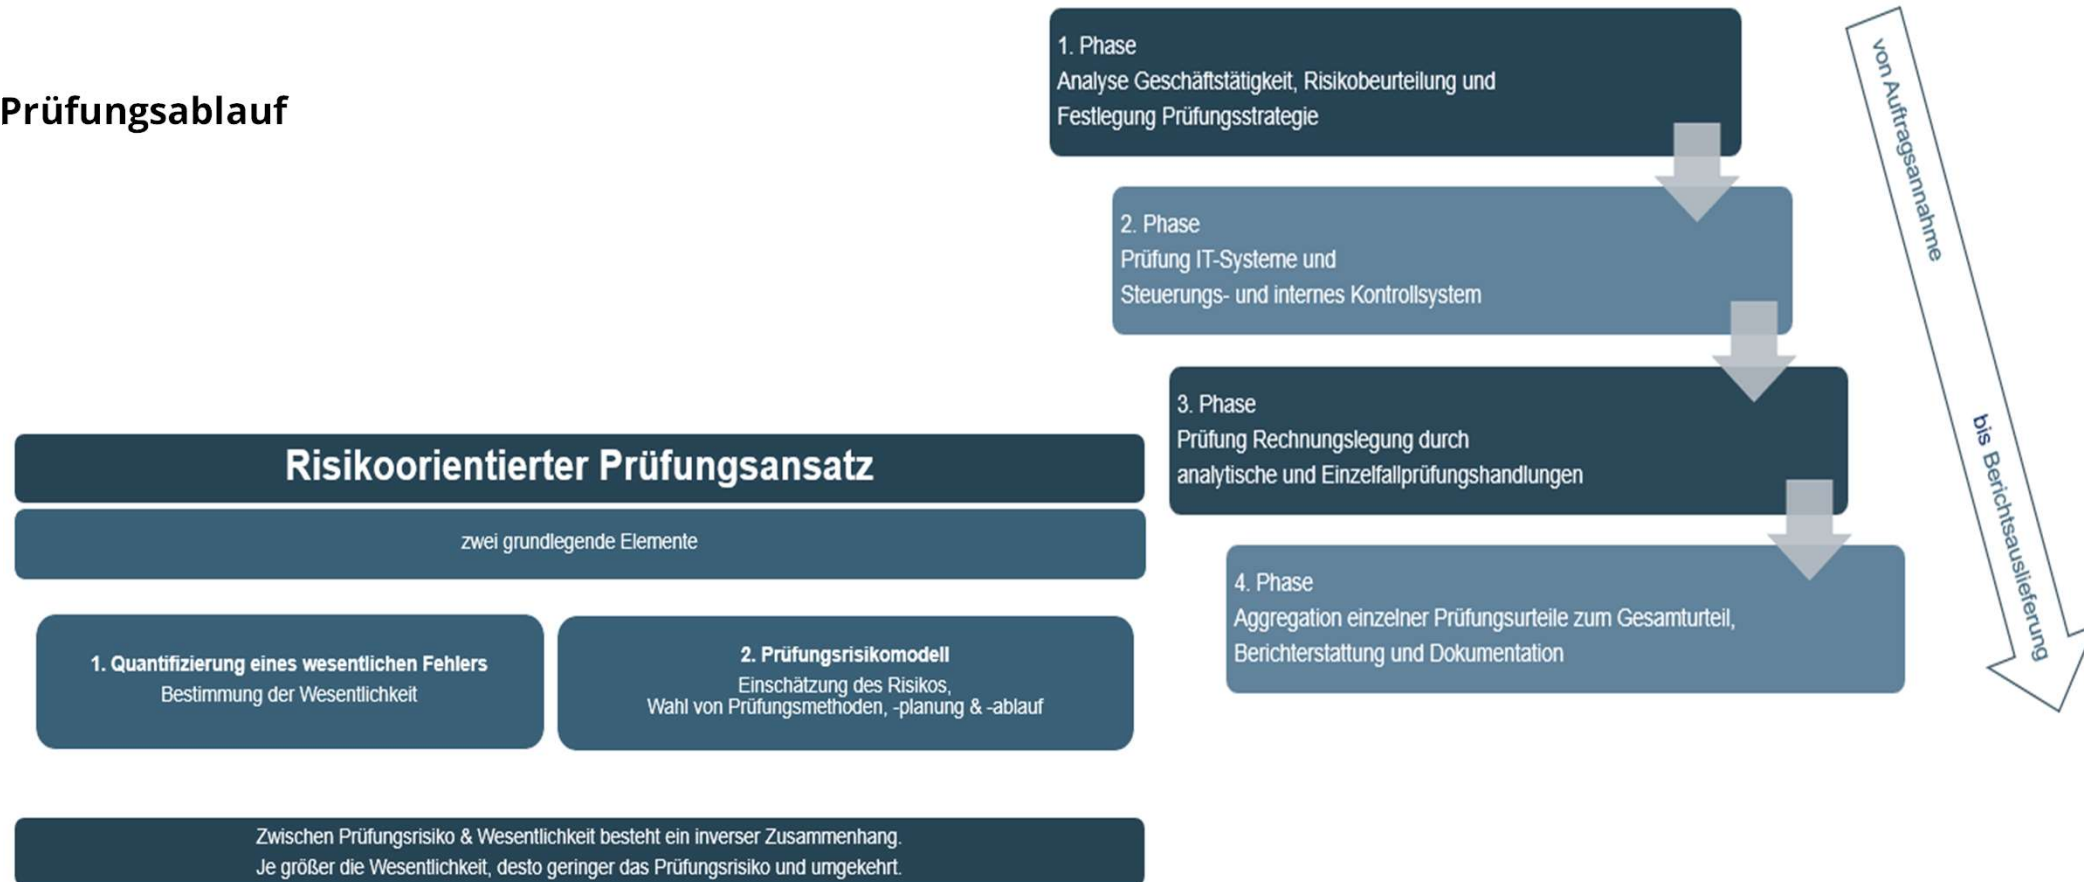 Prüfungsablauf
1. Phase
Analyse Geschäftstätigkeit, Risikobeurteilung und
Festlegung Prüfungsstrategie
2. Phase
Prüfung IT-Systeme und
Steuerungs- und internes Kontrollsystem
3. Phase
Prüfung Rechnungslegung durch
analytische und Einzelfallprüfungshandlungen
4. Phase
Aggregation einzelner Prüfungsurteile zum Gesamturteil,
Berichterstattung und Dokumentation
von Auftragsannahme
bis Berichtsauslieferung
Risikoorientierter Prüfungsansatz
zwei grundlegende Elemente
1. Quantifizierung eines wesentlichen Fehlers
Bestimmung der Wesentlichkeit
2. Prüfungsrisikomodell
Einschätzung des Risikos,
Wahl von Prüfungsmethoden, -planung & -ablauf
Zwischen Prüfungsrisiko & Wesentlichkeit besteht ein inverser Zusammenhang.
Je größer die Wesentlichkeit, desto geringer das Prüfungsrisiko und umgekehrt.